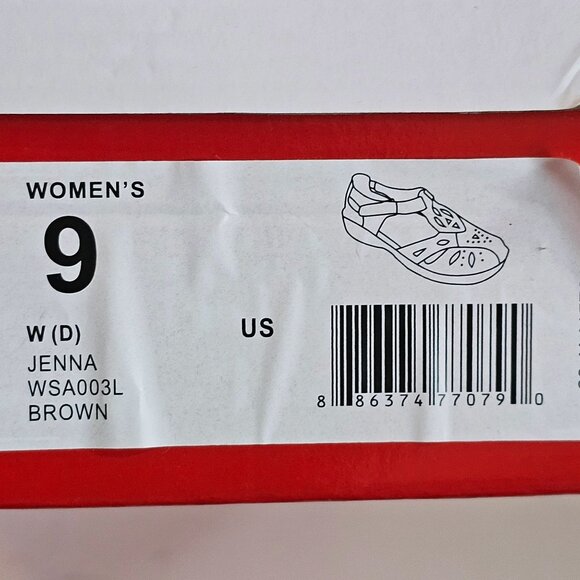 WOMEN'S
9
W (D)
US
JENNA
WSA003L
BROWN
8 86374 77079 0